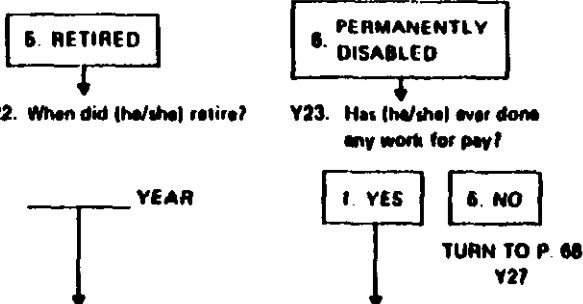 5. RETIRED
6. PERMANENTLY
DISABLED
22. When did (he/she) retire?
Y23. Has (he/she) ever done
any work for pay?
YEAR
1. YES
5. NO
TURN TO P. 68
Y27